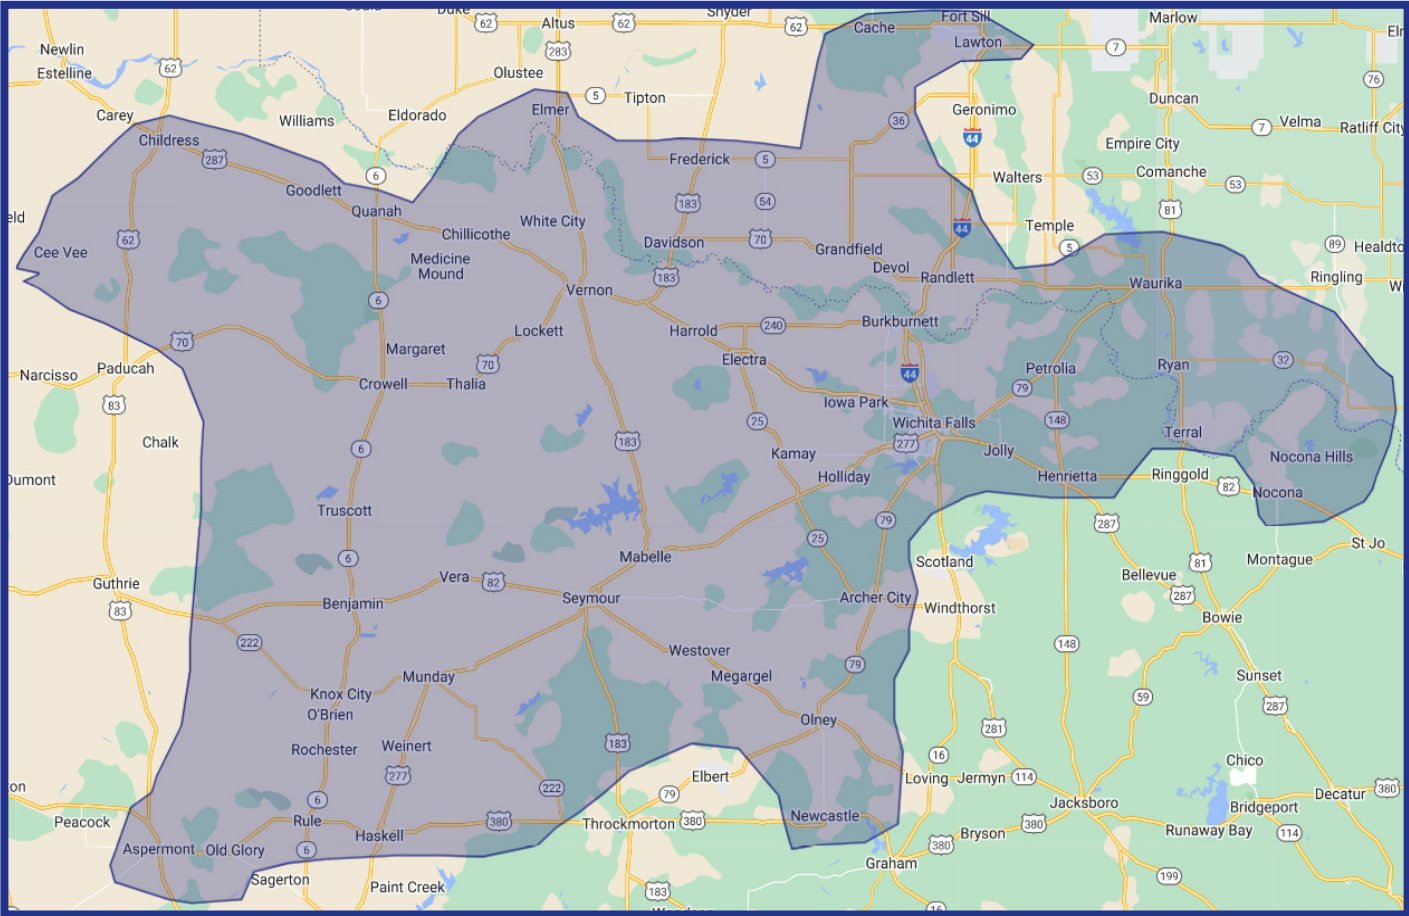 Duke
62
Altus
62
Snyder
62
Cache
Fort Sill
Lawton
Marlow
7
Newlin
Estelline
62
283
Olustee
5
Tipton
76
Carey
Williams
Eldorado
Elmer
36
Geronimo
44
Duncan
7
Velma
Ratliff City
Childress
287
Goodlett
6
Quanah
Frederick
5
Empire City
Walters
53
Comanche
53
183
54
81
Cee Vee
62
Chillicothe
White City
Medicine
Mound
Davidson
70
Grandfield
44
Temple
5
89
Healdto
183
Devol
Randlett
Waurika
Ringling
6
Vernon
70
Lockett
Harrold
240
Burkburnett
Margaret
70
Electra
44
Petrolia
Ryan
32
Narcisso
Paducah
Crowell
Thalia
79
83
Iowa Park
25
Wichita Falls
277
148
Terral
Chalk
6
183
Kamay
Jolly
Nocona Hills
Dumont
Holliday
Henrietta
Ringgold
82
Nocona
Truscott
79
287
25
St Jo
6
Mabelle
Scotland
81
Montague
Guthrie
83
Vera
82
Bellevue
287
Benjamin
Seymour
Archer City
Windthorst
Bowie
222
148
Westover
79
Munday
Megargel
Sunset
Knox City
59
O'Brien
Olney
287
Rochester
Weinert
183
281
16
277
Elbert
Chico
222
Loving
Jermyn
114
6
79
Jacksboro
Bridgeport
Decatur
380
Peacock
Rule
380
Throckmorton
380
Newcastle
Haskell
Bryson
380
Runaway Bay
114
Aspermont
Old Glory
6
380
Graham
Sagerton
Paint Creek
183
199
16